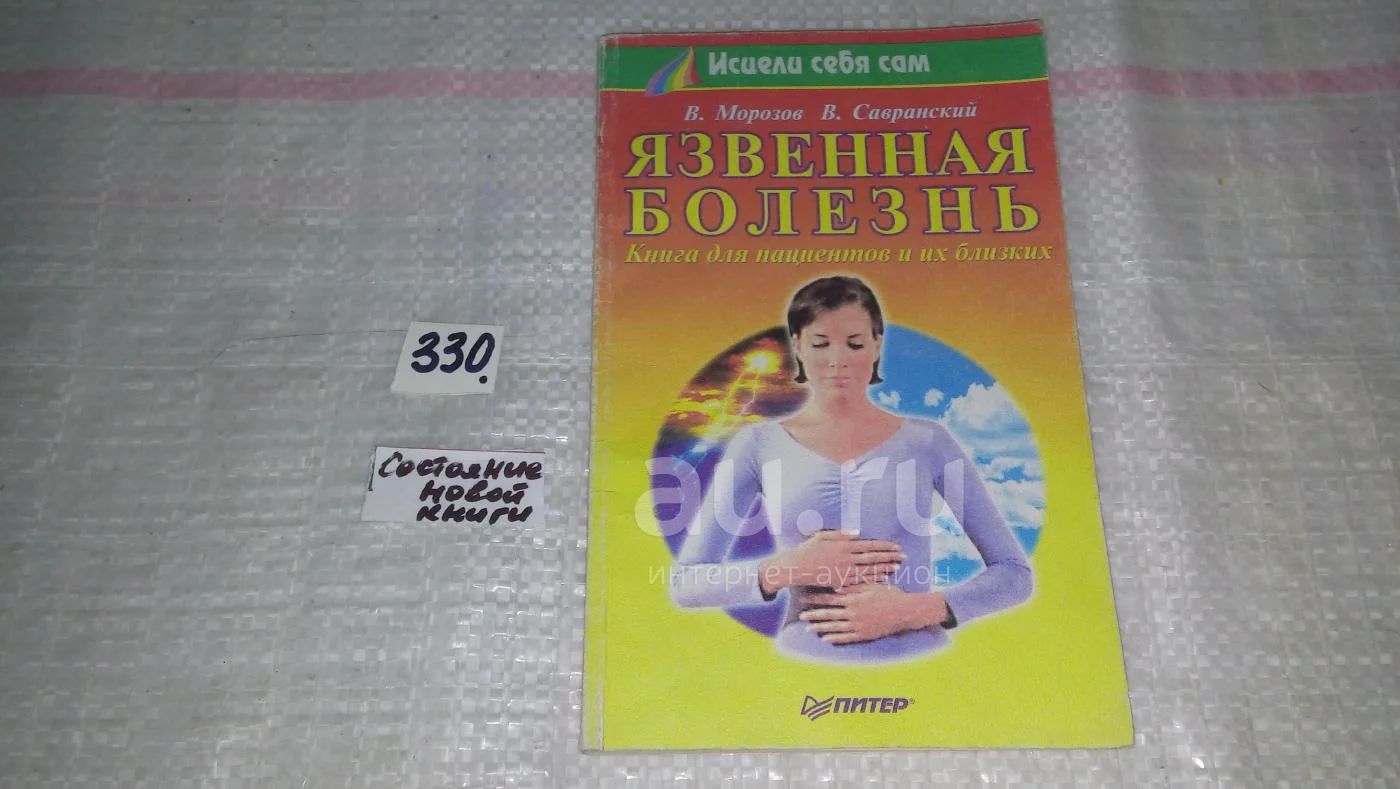 Исцели себя сам
В. Морозов В. Савранский
ЯЗВЕННАЯ
БОЛЕЗНЬ
Книга для пациентов и их близких
330.
Состояние
новой
книги
au.ru
интернет-аукцион
ПИТЕР®